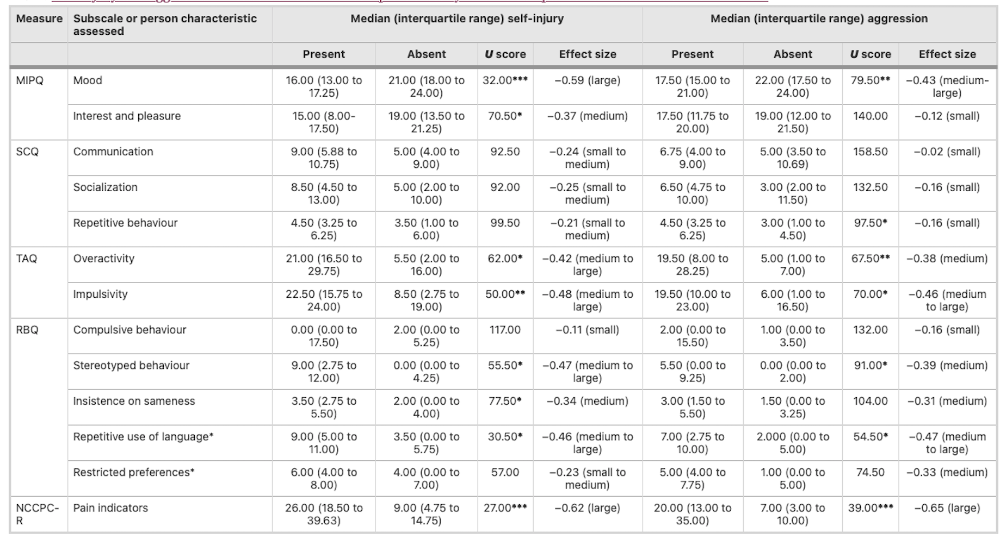 Measure Subscale or person characteristic Median (interquartile range) self-injury Median (interquartile range) aggression
assessed
Present Absent U score Effect size Present Absent U score Effect size
MIPQ Mood 16.00 (13.00 to 21.00 (18.00 to 32.00*** −0.59 (large) 17.50 (15.00 to 22.00 (17.50 to 79.50** −0.43 (medium-
17.25) 24.00) 21.00) 24.00) large)
Interest and pleasure 15.00 (8.00- 19.00 (13.50 to 70.50* −0.37 (medium) 17.50 (11.75 to 19.00 (12.00 to 140.00 −0.12 (small)
17.50) 21.25) 20.00) 21.50)
SCQ Communication 9.00 (5.88 to 5.00 (4.00 to 92.50 −0.24 (small to 6.75 (4.00 to 5.00 (3.50 to 158.50 −0.02 (small)
10.75) 9.00) medium) 9.00) 10.69)
Socialization 8.50 (4.50 to 5.00 (2.00 to 92.00 −0.25 (small to 6.50 (4.75 to 3.00 (2.00 to 132.50 −0.16 (small)
13.00) 10.00) medium) 10.00) 11.50)
Repetitive behaviour 4.50 (3.25 to 3.50 (1.00 to 99.50 −0.21 (small to 4.50 (3.25 to 3.00 (1.00 to 97.50* −0.16 (small)
6.25) 6.00) medium) 6.25) 4.50)
TAQ Overactivity 21.00 (16.50 to 5.50 (2.00 to 62.00* −0.42 (medium to 19.50 (8.00 to 5.00 (1.00 to 67.50** −0.38 (medium)
29.75) 16.00) large) 28.25) 7.00)
Impulsivity 22.50 (15.75 to 8.50 (2.75 to 50.00** −0.48 (medium to 19.50 (10.00 to 6.00 (1.00 to 70.00* −0.46 (medium
24.00) 19.00) large) 23.00) 16.50) to large)
RBQ Compulsive behaviour 0.00 (0.00 to 2.00 (0.00 to 117.00 −0.11 (small) 2.00 (0.00 to 1.00 (0.00 to 132.00 −0.16 (small)
17.50) 5.25) 15.50) 3.50)
Stereotyped behaviour 9.00 (2.75 to 0.00 (0.00 to 55.50* −0.47 (medium to 5.50 (0.00 to 0.00 (0.00 to 91.00* −0.39 (medium)
12.00) 4.25) large) 9.25) 2.00)
Insistence on sameness 3.50 (2.75 to 2.00 (0.00 to 77.50* −0.34 (medium) 3.00 (1.50 to 1.50 (0.00 to 104.00 −0.31 (medium)
5.50) 4.00) 5.50) 3.25)
Repetitive use of language* 9.00 (5.00 to 3.50 (0.00 to 30.50* −0.46 (medium to 7.00 (2.75 to 2.000 (0.00 to 54.50* −0.47 (medium
11.00) 5.75) large) 10.00) 5.00) to large)
Restricted preferences* 6.00 (4.00 to 4.00 (0.00 to 57.00 −0.23 (small to 5.00 (4.00 to 1.00 (0.00 to 74.50 −0.33 (medium)
8.00) 7.00) medium) 7.75) 5.00)
NCCPC- Pain indicators 26.00 (18.50 to 9.00 (4.75 to 27.00*** −0.62 (large) 20.00 (13.00 to 7.00 (3.00 to 39.00*** −0.65 (large)
R 39.63) 14.75) 35.00) 10.00)